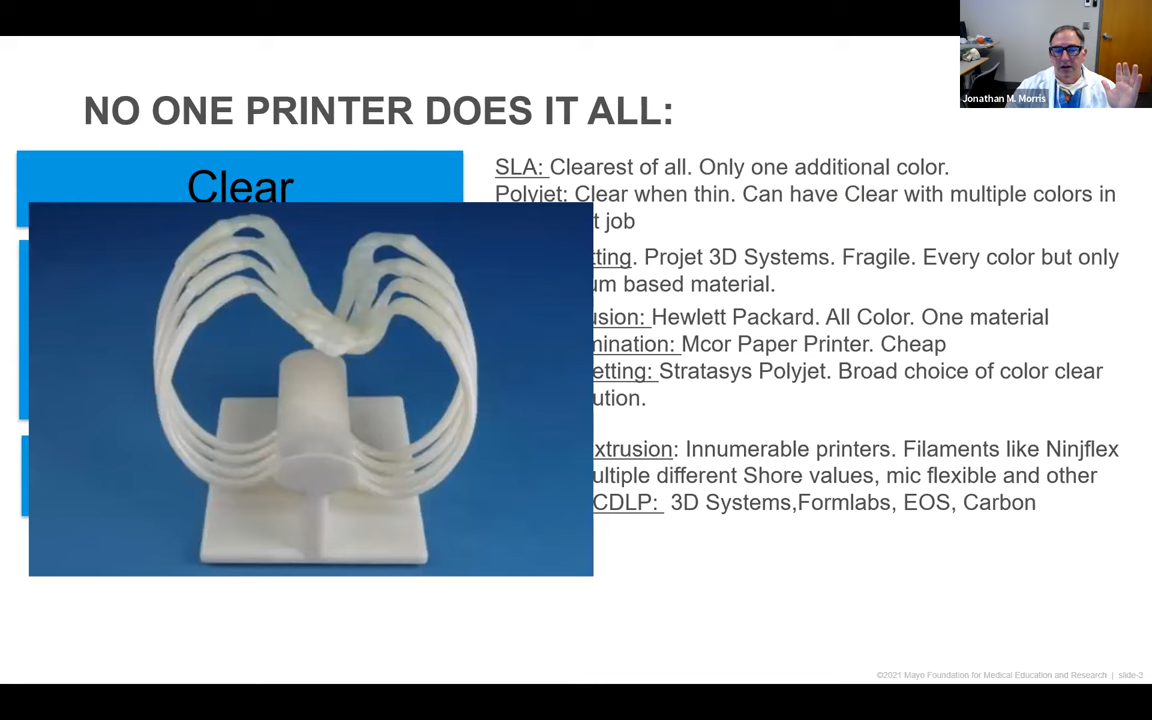 Jonathan M. Morris
NO ONE PRINTER DOES IT ALL:
Clear
SLA: Clearest of all. Only one additional color.
Polyjet: Clear when thin. Can have Clear with multiple colors in
t job
tting. Projet 3D Systems. Fragile. Every color but only
um based material.
usion: Hewlett Packard. All Color. One material
mination: Mcor Paper Printer. Cheap
etting: Stratasys Polyjet. Broad choice of color clear
ution.
xtrusion: Innumerable printers. Filaments like Ninjflex
ultiple different Shore values, mic flexible and other
CDLP: 3D Systems,Formlabs, EOS, Carbon
©2021 Mayo Foundation for Medical Education and Research | slide-3